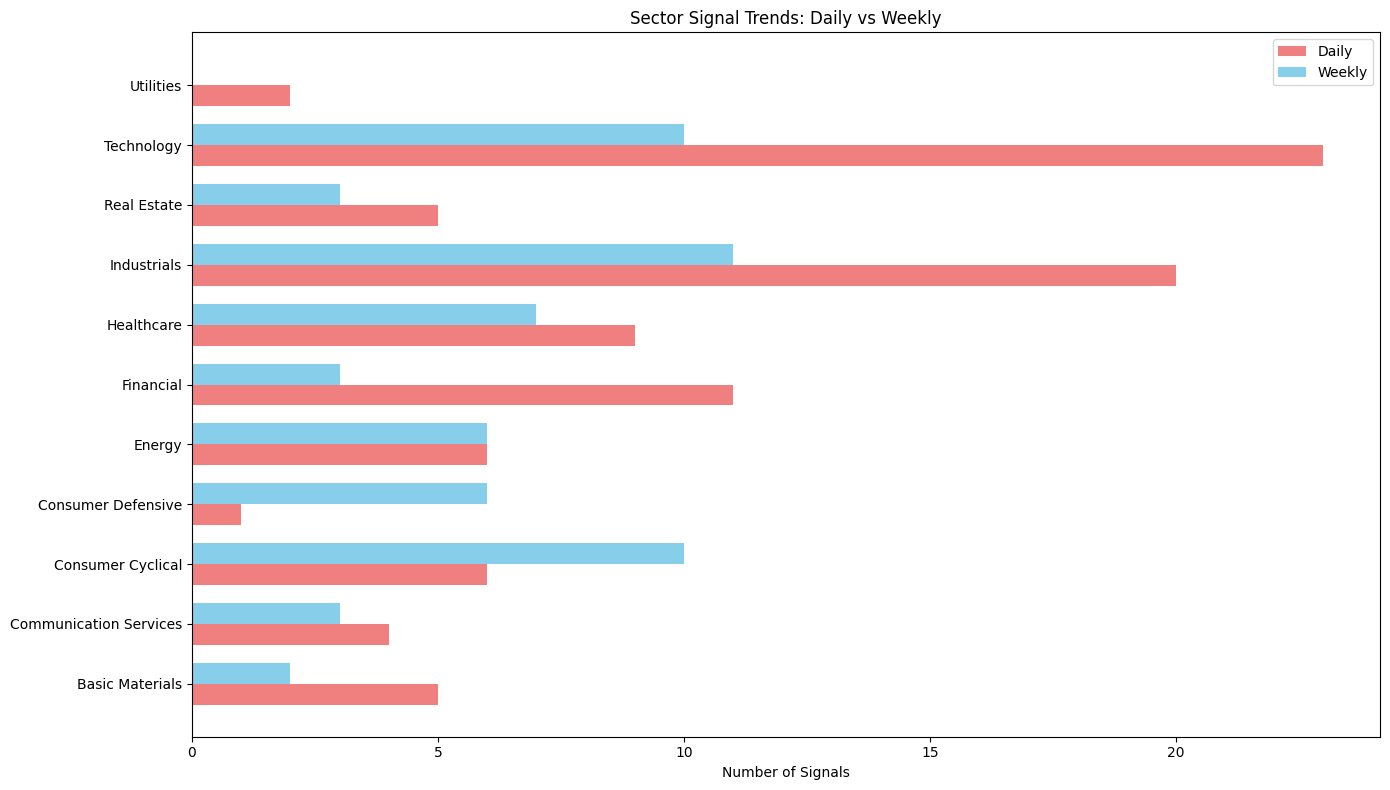 Sector Signal Trends: Daily vs Weekly
Daily
Weekly
Utilities
Technology
Real Estate
Industrials
Healthcare
Financial
Energy
Consumer Defensive
Consumer Cyclical
Communication Services
Basic Materials
0 5 10 15 20
Number of Signals